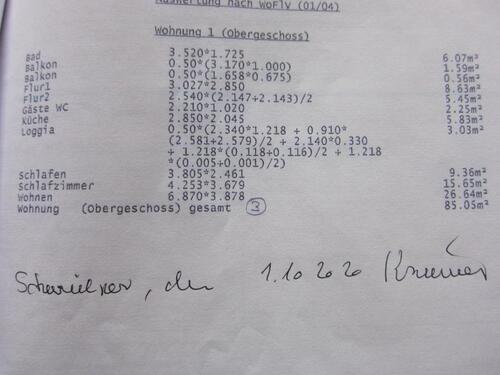 Auswertung nach WoFlV (01/04)
Wohnung 1 (Obergeschoss)
Bad 3.520*1.725 6.07m²
Balkon 0.50*(3.170*1.000) 1.59m²
Balkon 0.50*(1.658*0.675) 0.56m²
Flur1 3.027*2.850 8.63m²
Flur2 2.540*(2.147+2.143)/2 5.45m²
Gäste WC 2.210*1.020 2.25m²
Küche 2.850*2.045 5.83m²
Loggia 0.50*(2.340*1.218 + 0.910* 3.03m²
(2.581+2.579)/2 + 2.140*0.330
+ 1.218*(0.118+0.116)/2 + 1.218
*(0.005+0.001)/2)
Schlafen 3.805*2.461 9.36m²
Schlafzimmer 4.253*3.679 15.65m²
Wohnen 6.870*3.878 26.64m²
Wohnung (Obergeschoss) gesamt 3 85.05m²
, den 1.10 2020